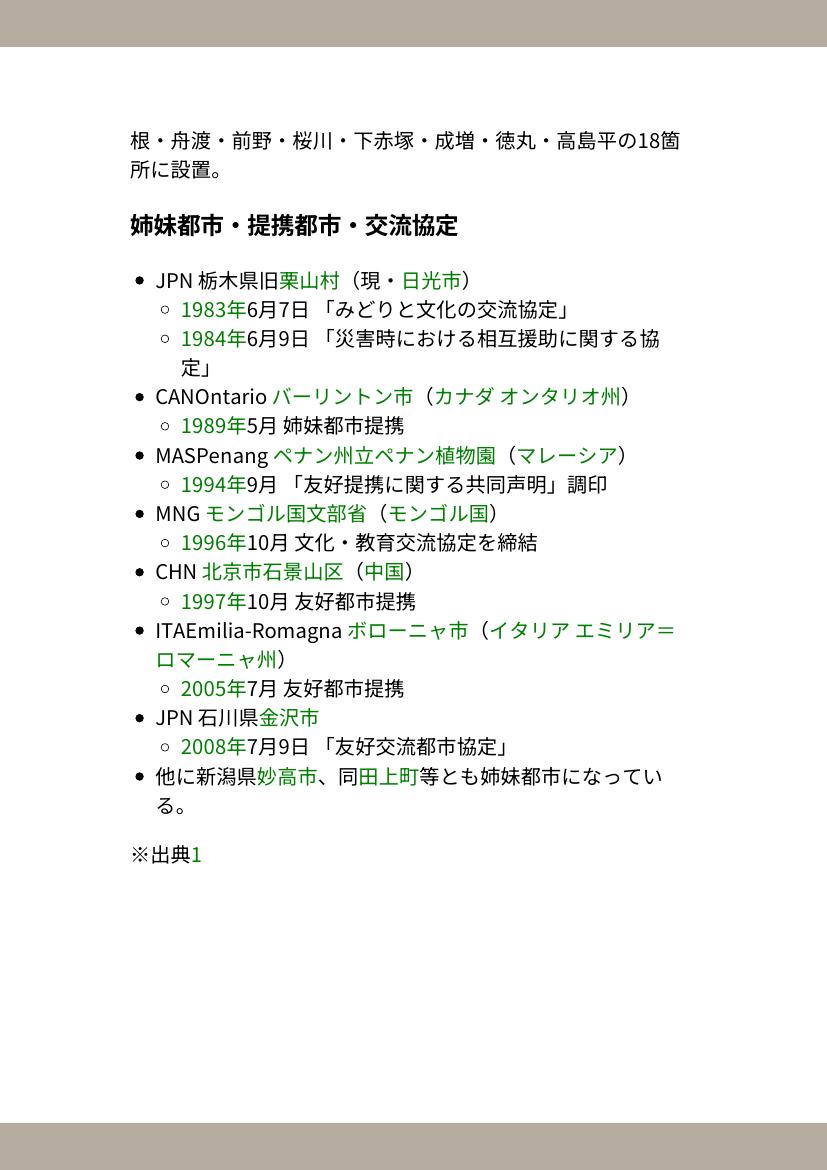 根・舟渡・前野・桜川・下赤塚・成増・徳丸・高島平の18箇
所に設置。
姉妹都市・提携都市・交流協定
• JPN 栃木県旧栗山村（現・日光市）
◦ 1983年6月7日 「みどりと文化の交流協定」
◦ 1984年6月9日 「災害時における相互援助に関する協
定」
• CANOntario バーリントン市（カナダ オンタリオ州）
◦ 1989年5月 姉妹都市提携
• MASPenang ペナン州立ペナン植物園（マレーシア）
◦ 1994年9月 「友好提携に関する共同声明」調印
• MNG モンゴル国文部省（モンゴル国）
◦ 1996年10月 文化・教育交流協定を締結
• CHN 北京市石景山区（中国）
◦ 1997年10月 友好都市提携
• ITAEmilia-Romagna ボローニャ市（イタリア エミリア＝
ロマーニャ州）
◦ 2005年7月 友好都市提携
• JPN 石川県金沢市
◦ 2008年7月9日 「友好交流都市協定」
• 他に新潟県妙高市、同田上町等とも姉妹都市になってい
る。
※出典1